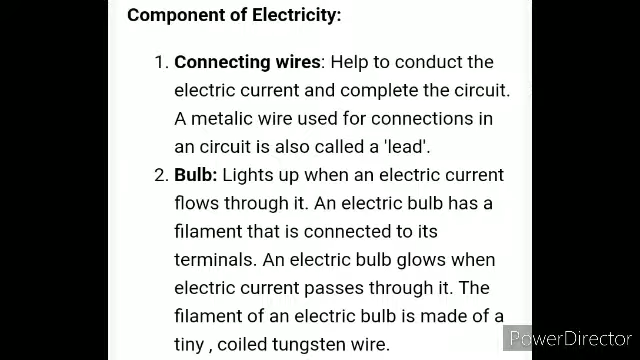 Component of Electricity:
1. Connecting wires: Help to conduct the
electric current and complete the circuit.
A metalic wire used for connections in
an circuit is also called a 'lead'.
2. Bulb: Lights up when an electric current
flows through it. An electric bulb has a
filament that is connected to its
terminals. An electric bulb glows when
electric current passes through it. The
filament of an electric bulb is made of a
tiny , coiled tungsten wire.
PowerDirector